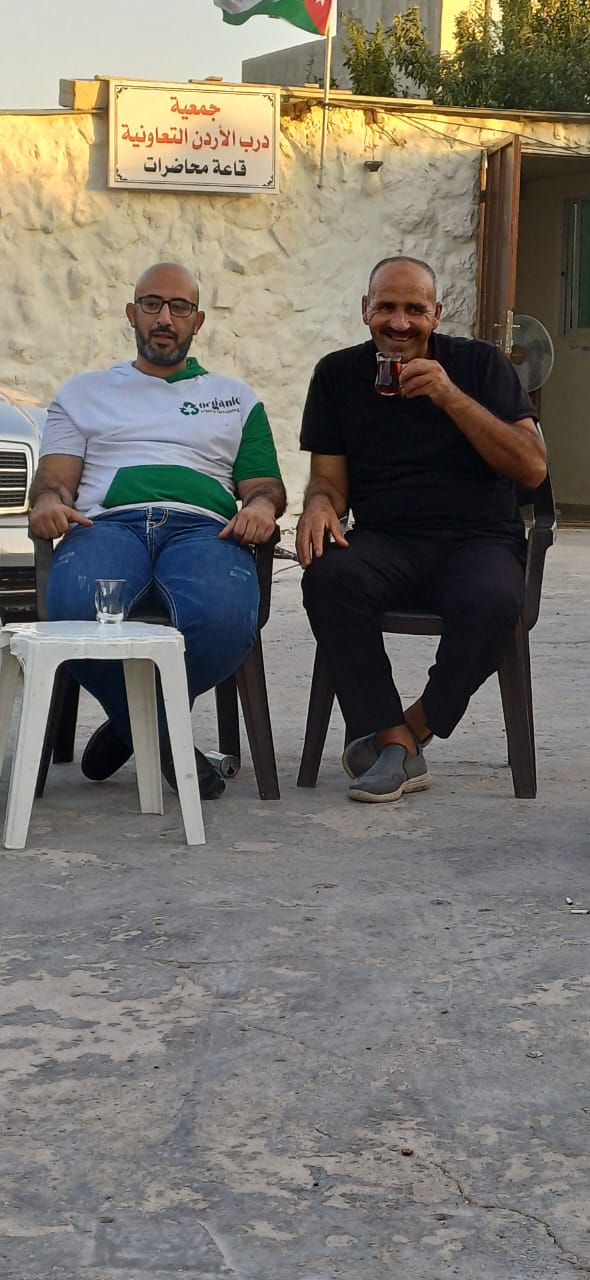 جمعية
درب الأردن التعاونية
قاعة محاضرات
organic